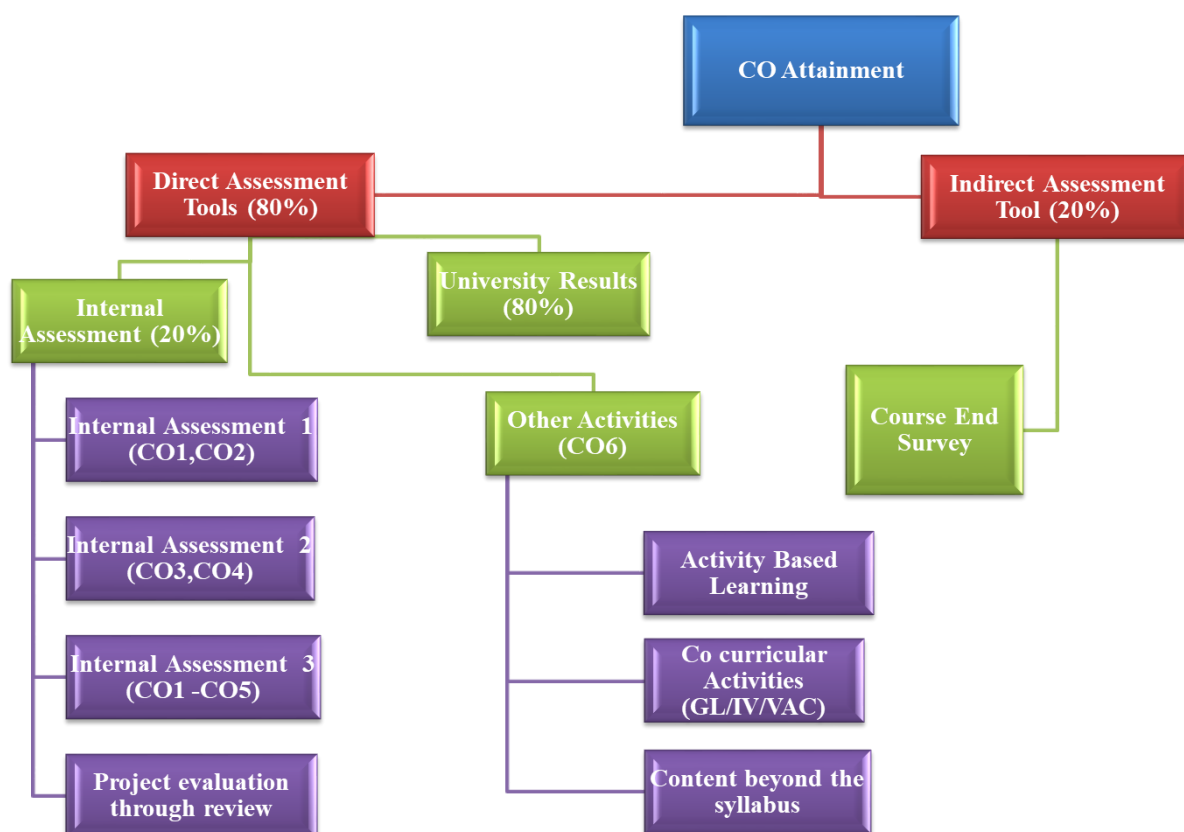 CO Attainment
Direct Assessment
Tools (80%)
Indirect Assessment
Tool (20%)
University Results
(80%)
Internal
Assessment (20%)
Internal Assessment 1
(CO1,CO2)
Internal Assessment 2
(CO3,CO4)
Internal Assessment 3
(CO1 -CO5)
Project evaluation
through review
Other Activities
(CO6)
Activity Based
Learning
Co curricular
Activities
(GL/IV/VAC)
Content beyond the
syllabus
Course End
Survey